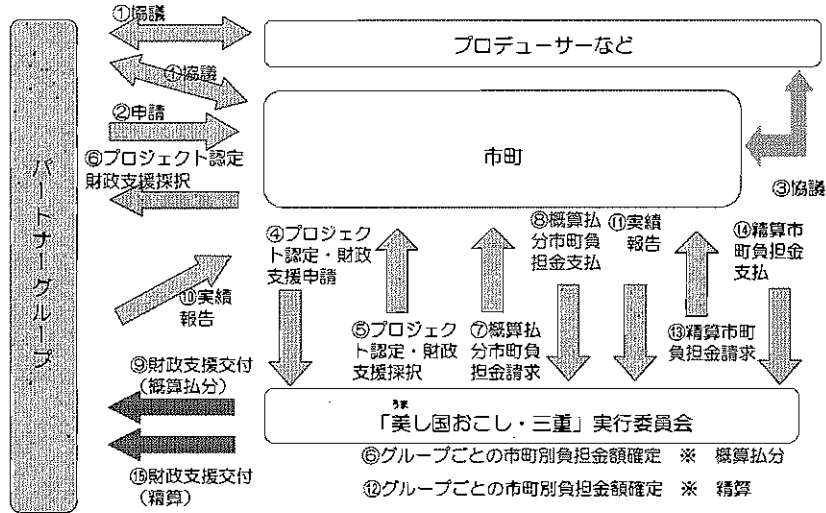 ①協議
プロデューサーなど
①協議
②申請
市町
⑥プロジェクト認定
財政支援採択
③協議
パートナーグループ
④プロジェク
ト認定・財政
支援申請
⑧概算払
分市町負
担金支払
⑪実績
報告
⑭精算市
町負担金
支払
⑩実績
報告
⑤プロジェク
ト認定・財政
支援採択
⑦概算払
分市町負
担金請求
⑬精算市町
負担金請求
⑨財政支援交付
(概算払分)
うま
「美し国おこし・三重」実行委員会
⑥グループごとの市町別負担金額確定 ※ 概算払分
⑮財政支援交付
(精算)
⑫グループごとの市町別負担金額確定 ※ 精算